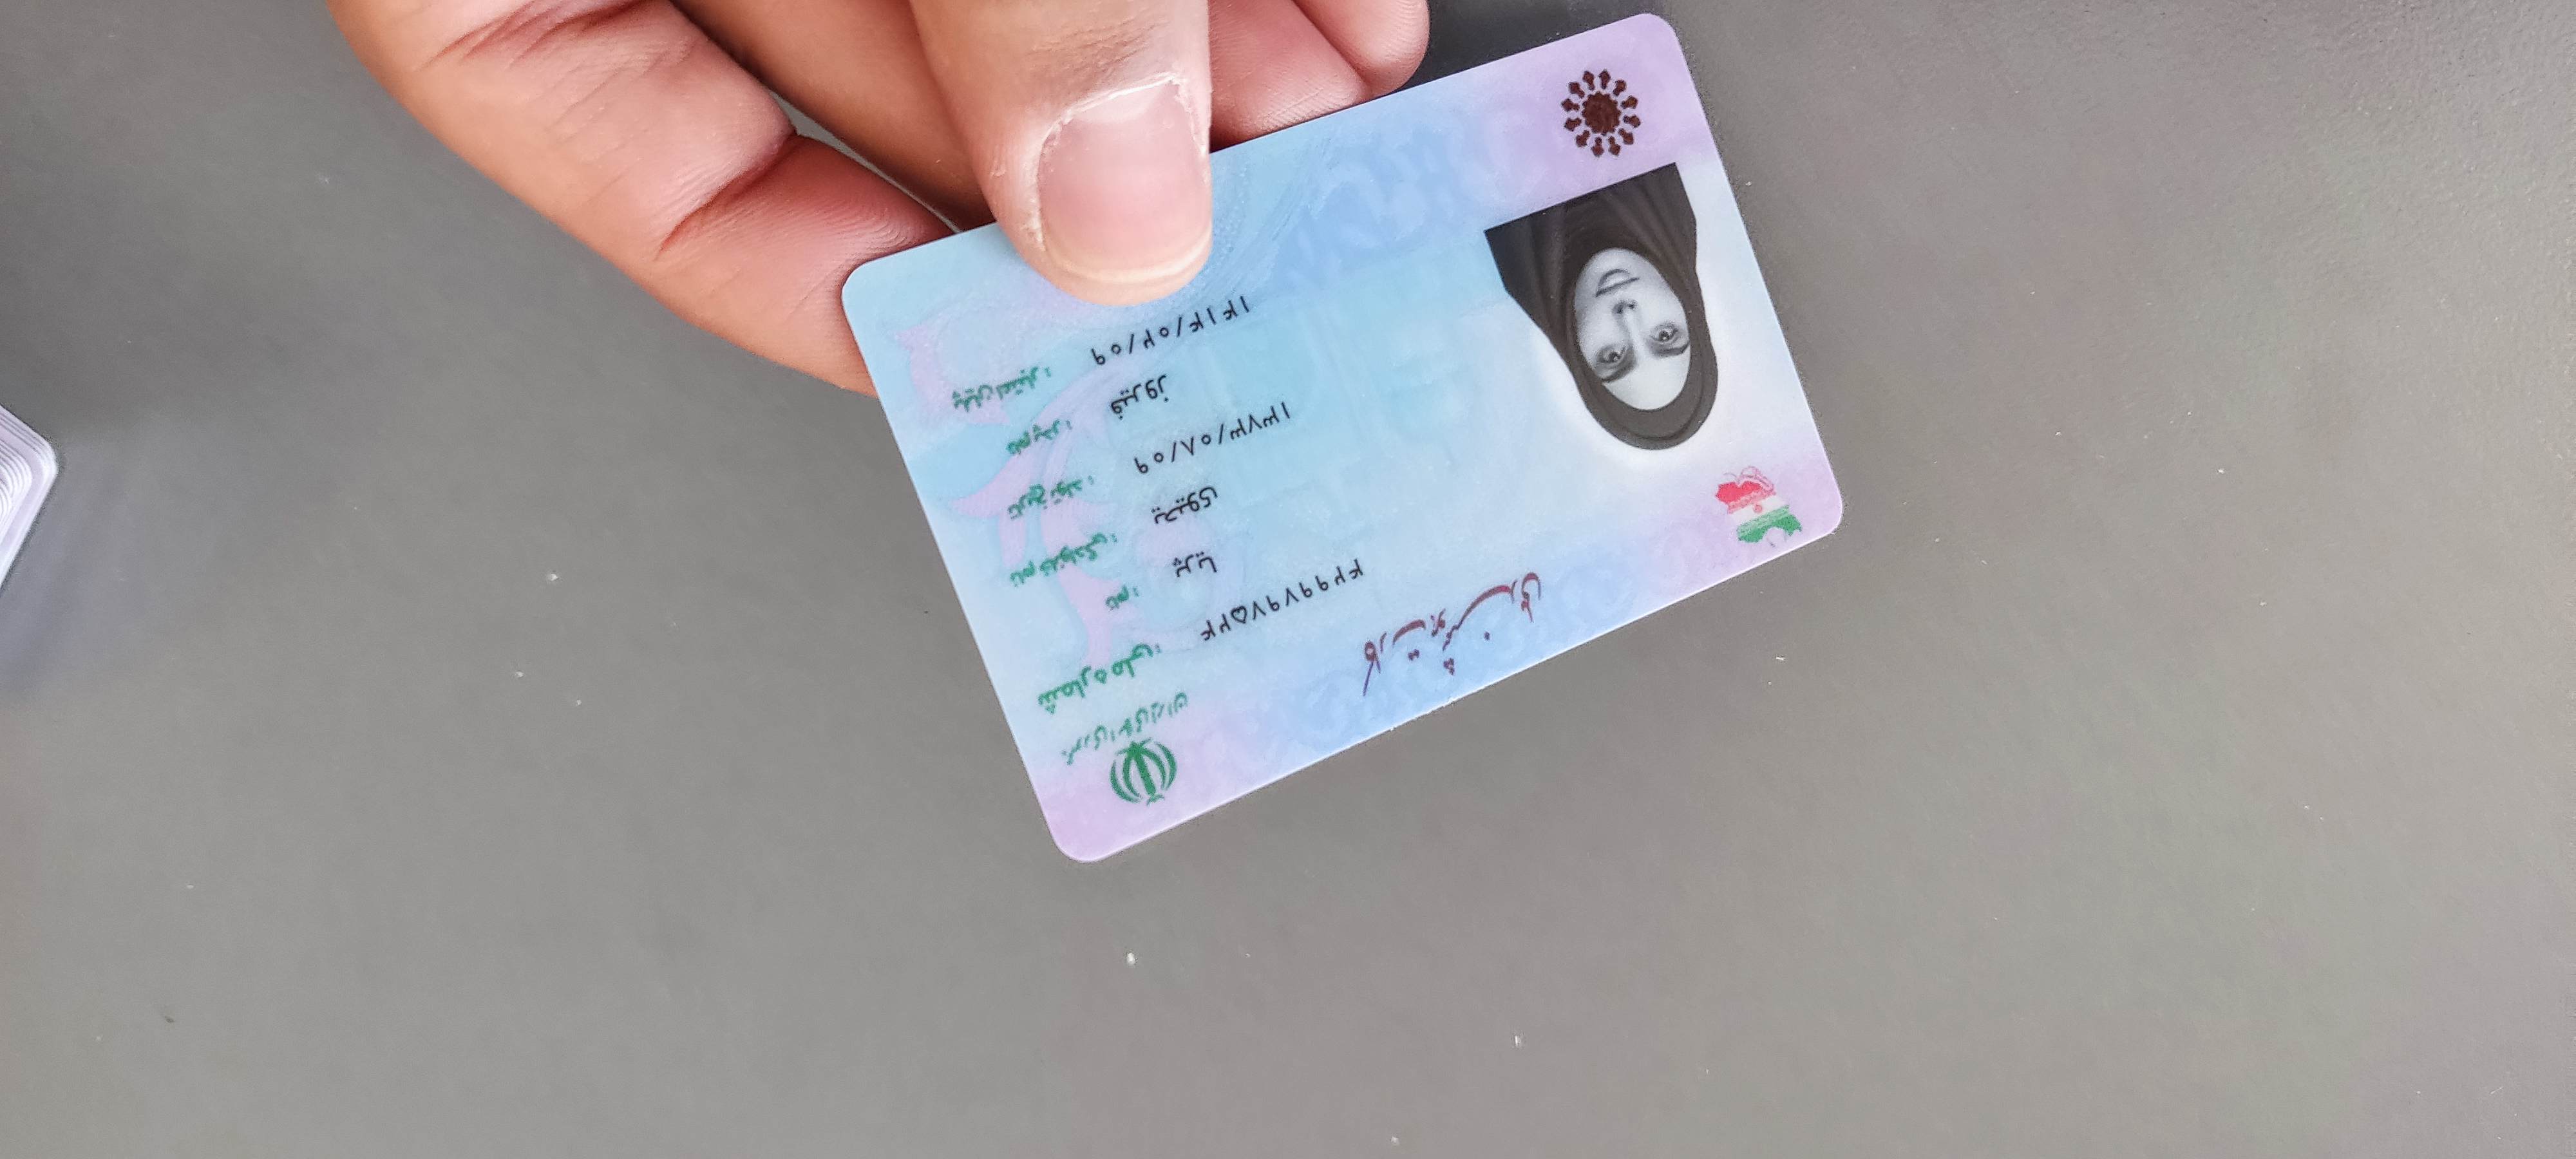 جمهوری اسلامی ایران
کارت هوشمند ملی
شماره ملی:
۴۲۹۹۷۹۷۵۲۴
نام:
پریا
نام خانوادگی:
یحیوی
تاریخ تولد:
۱۳۷۳/۰۸/۰۹
نام پدر:
فیروز
پایان اعتبار:
۱۴۱۴/۰۲/۰۹